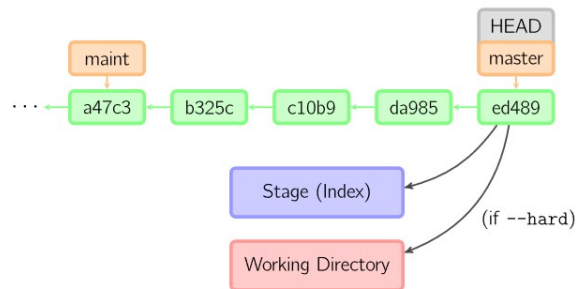 HEAD
maint
master
...
a47c3
b325c
c10b9
da985
ed489
Stage (Index)
(if --hard)
Working Directory